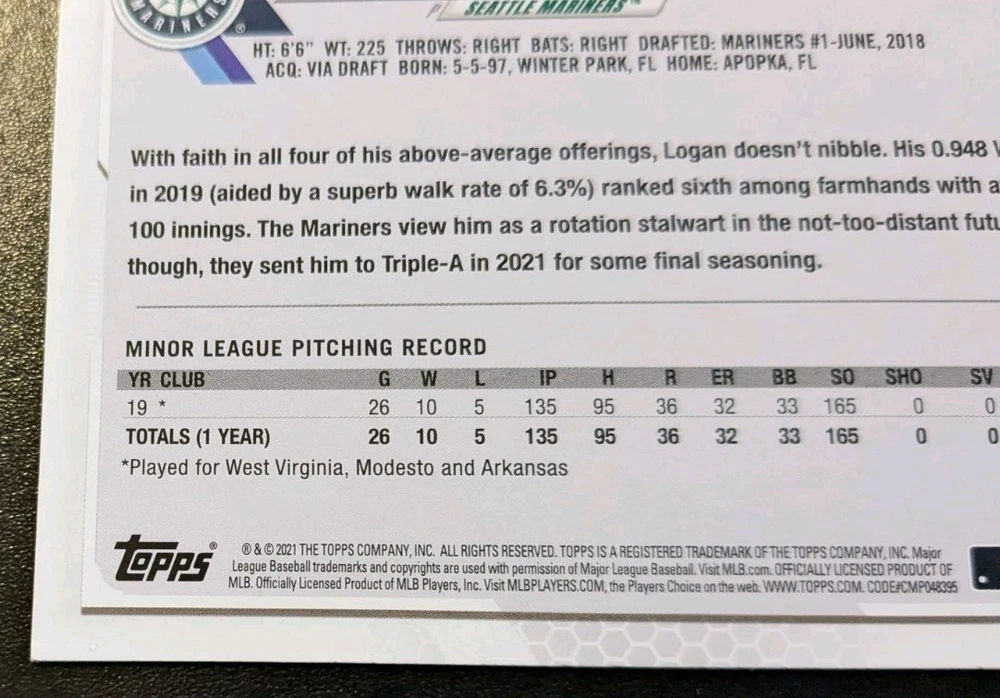 MARINERS ®
SEATTLE MARINERS™
HT: 6'6" WT: 225 THROWS: RIGHT BATS: RIGHT DRAFTED: MARINERS #1-JUNE, 2018
ACQ: VIA DRAFT BORN: 5-5-97, WINTER PARK, FL HOME: APOPKA, FL
With faith in all four of his above-average offerings, Logan doesn't nibble. His 0.948
in 2019 (aided by a superb walk rate of 6.3%) ranked sixth among farmhands with a
100 innings. The Mariners view him as a rotation stalwart in the not-too-distant futu
though, they sent him to Triple-A in 2021 for some final seasoning.
MINOR LEAGUE PITCHING RECORD
YR CLUB G W L IP H R ER BB SO SHO SV
19 * 26 10 5 135 95 36 32 33 165 0 0
TOTALS (1 YEAR) 26 10 5 135 95 36 32 33 165 0 0
*Played for West Virginia, Modesto and Arkansas
TOPPS®
® & © 2021 THE TOPPS COMPANY, INC. ALL RIGHTS RESERVED. TOPPS IS A REGISTERED TRADEMARK OF THE TOPPS COMPANY, INC. Major
League Baseball trademarks and copyrights are used with permission of Major League Baseball. Visit MLB.com. OFFICIALLY LICENSED PRODUCT OF
MLB. Officially Licensed Product of MLB Players, Inc. Visit MLBPLAYERS.COM, the Players Choice on the web. WWW.TOPPS.COM. CODE#CMP048395